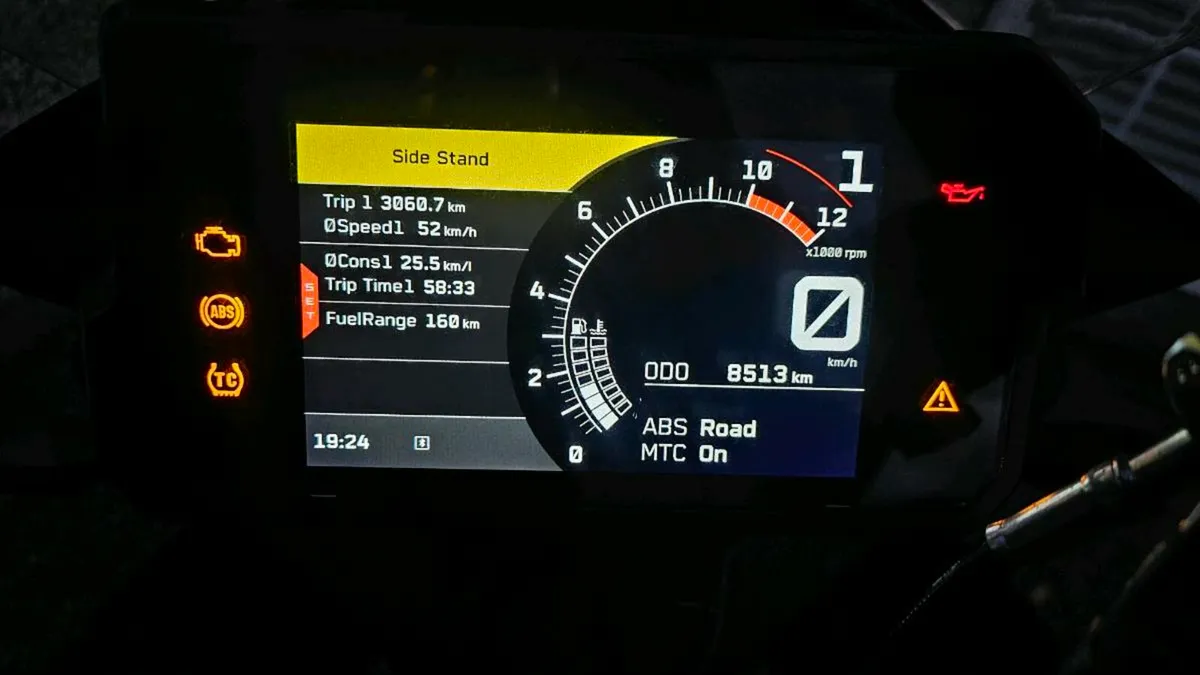 Side Stand
Trip 1 3060.7 km
ØSpeed1 52 km/h
ØCons1 25.5 km/l
Trip Time1 58:33
FuelRange 160 km
SET
19:24
0
2
4
6
8
10
12
x1000 rpm
1
0
km/h
ODO 8513 km
ABS Road
MTC On
ABS
TC